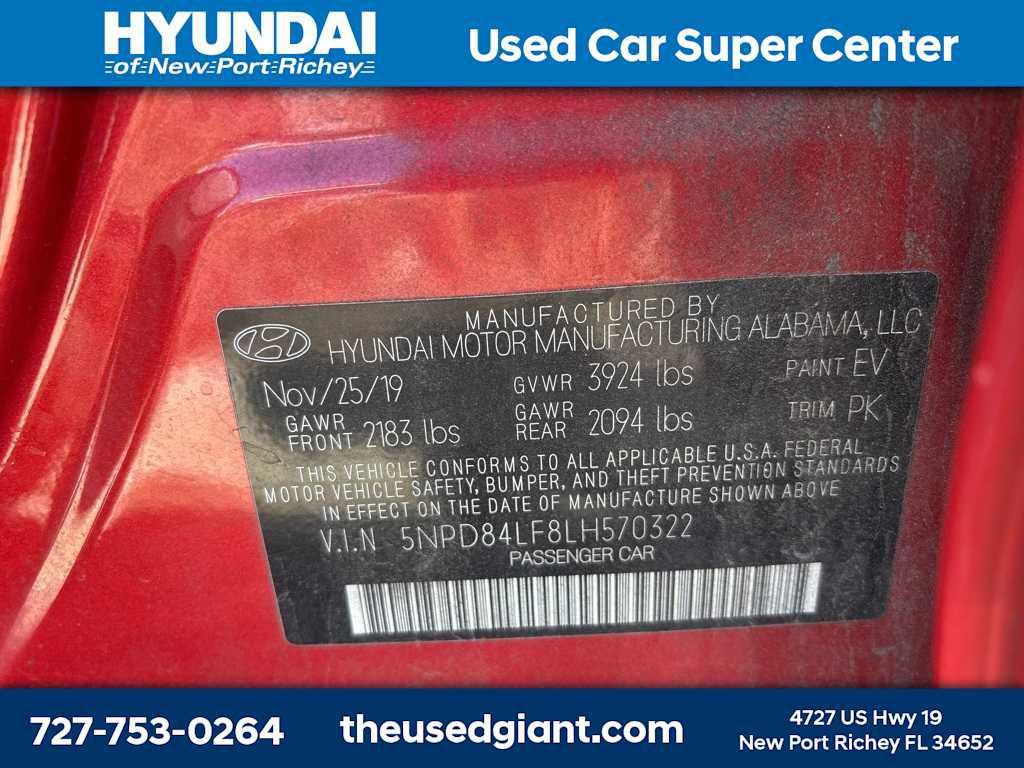 HYUNDAI
of New Port Richey
Used Car Super Center
MANUFACTURED BY
HYUNDAI MOTOR MANUFACTURING ALABAMA, LLC
Nov/25/19 GVWR 3924 lbs PAINT EV
GAWR FRONT 2183 lbs GAWR REAR 2094 lbs TRIM PK
THIS VEHICLE CONFORMS TO ALL APPLICABLE U.S.A. FEDERAL
MOTOR VEHICLE SAFETY, BUMPER, AND THEFT PREVENTION STANDARDS
IN EFFECT ON THE DATE OF MANUFACTURE SHOWN ABOVE
V.I.N 5NPD84LF8LH570322
PASSENGER CAR
727-753-0264
theusedgiant.com
4727 US Hwy 19
New Port Richey FL 34652